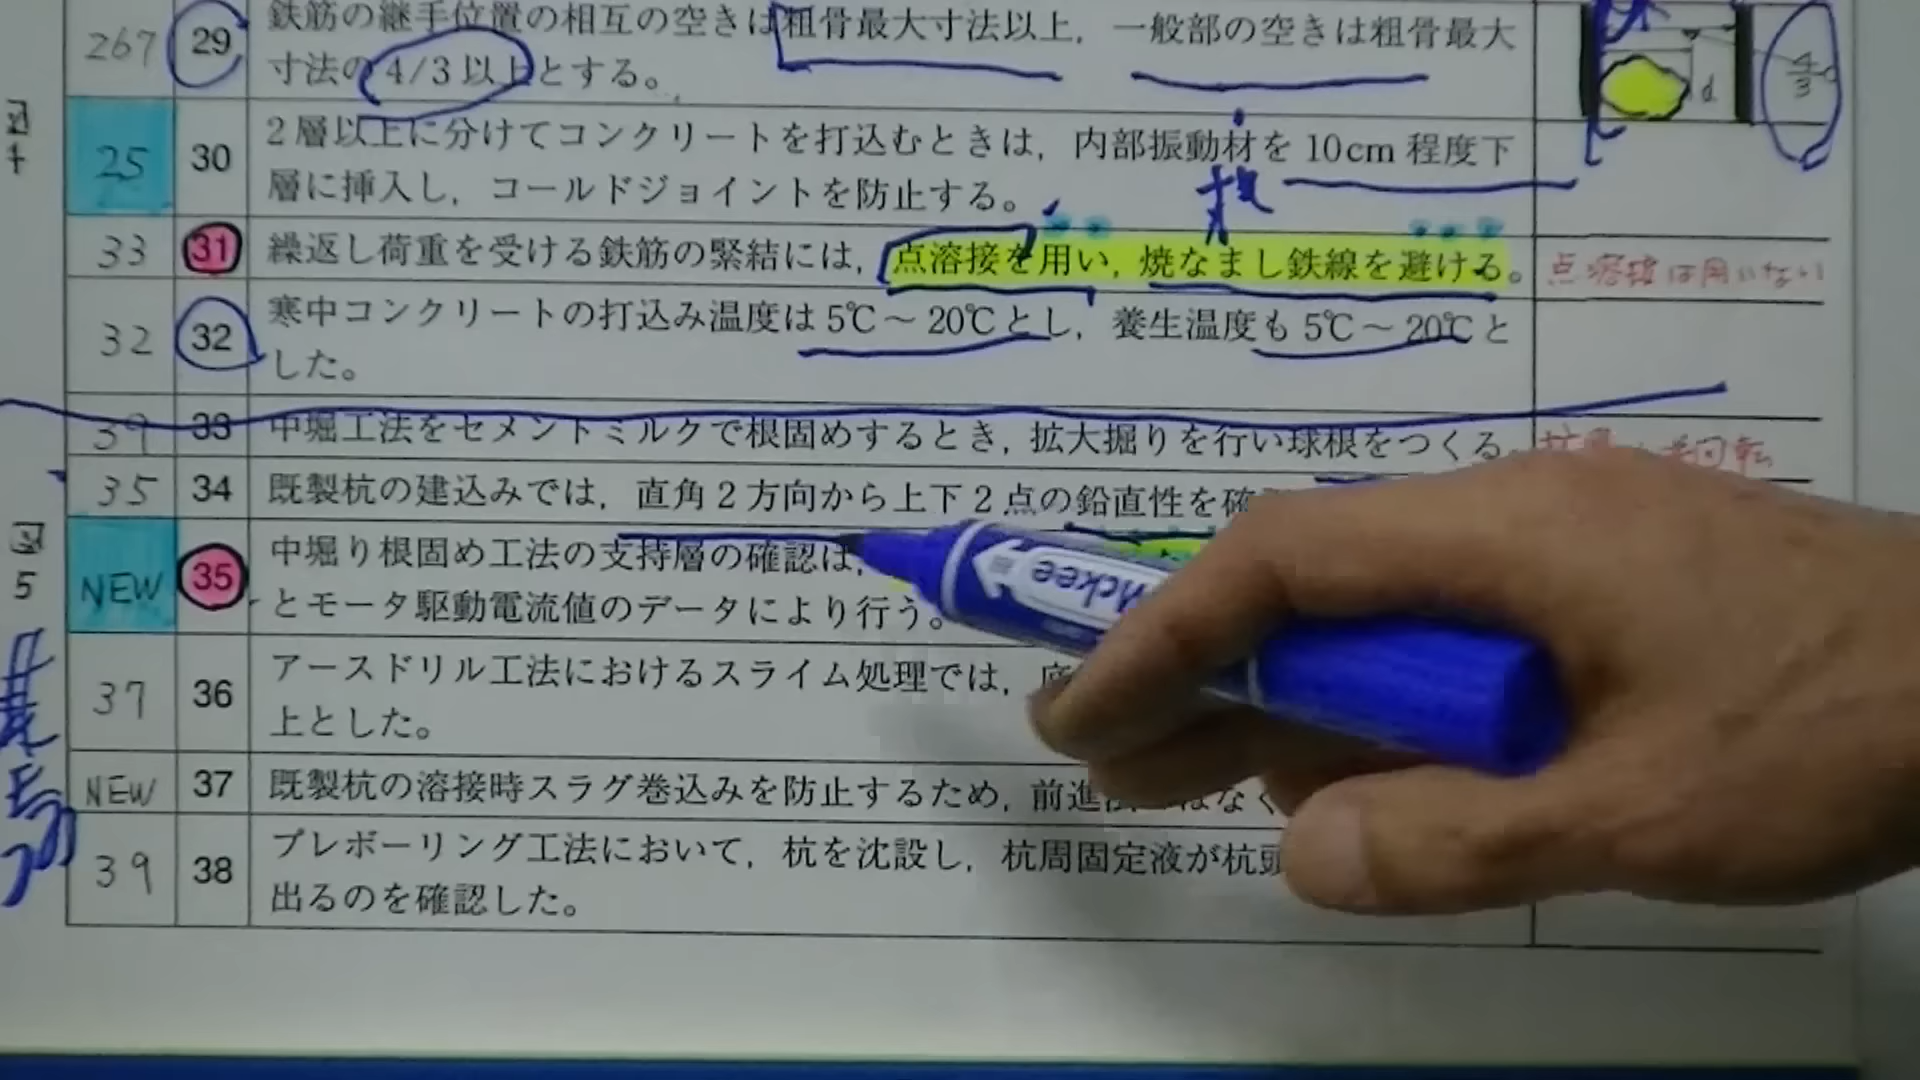 267 29 鉄筋の継手位置の相互の空きは粗骨最大寸法以上，一般部の空きは粗骨最大
寸法の 4/3 以上とする。
d 4/3
25 30 2層以上に分けてコンクリートを打込むときは，内部振動材を 10cm 程度下
層に挿入し，コールドジョイントを防止する。
33 31 繰返し荷重を受ける鉄筋の緊結には，点溶接を用い，焼なまし鉄線を避ける。 点溶接は用いない
32 32 寒中コンクリートの打込み温度は 5℃～20℃とし，養生温度も 5℃～20℃と
した。
39 33 中堀工法をセメントミルクで根固めするとき，拡大掘りを行い球根をつくる。
35 34 既製杭の建込みでは，直角2方向から上下2点の鉛直性を確
NEW 35 中堀り根固め工法の支持層の確認は，
とモータ駆動電流値のデータにより行う。
5
Mckee
37 36 アースドリル工法におけるスライム処理では，
上とした。
NEW 37 既製杭の溶接時スラグ巻込みを防止するため，前進
はなく
39 38 プレボーリング工法において，杭を沈設し，杭周固定液が杭頭
出るのを確認した。